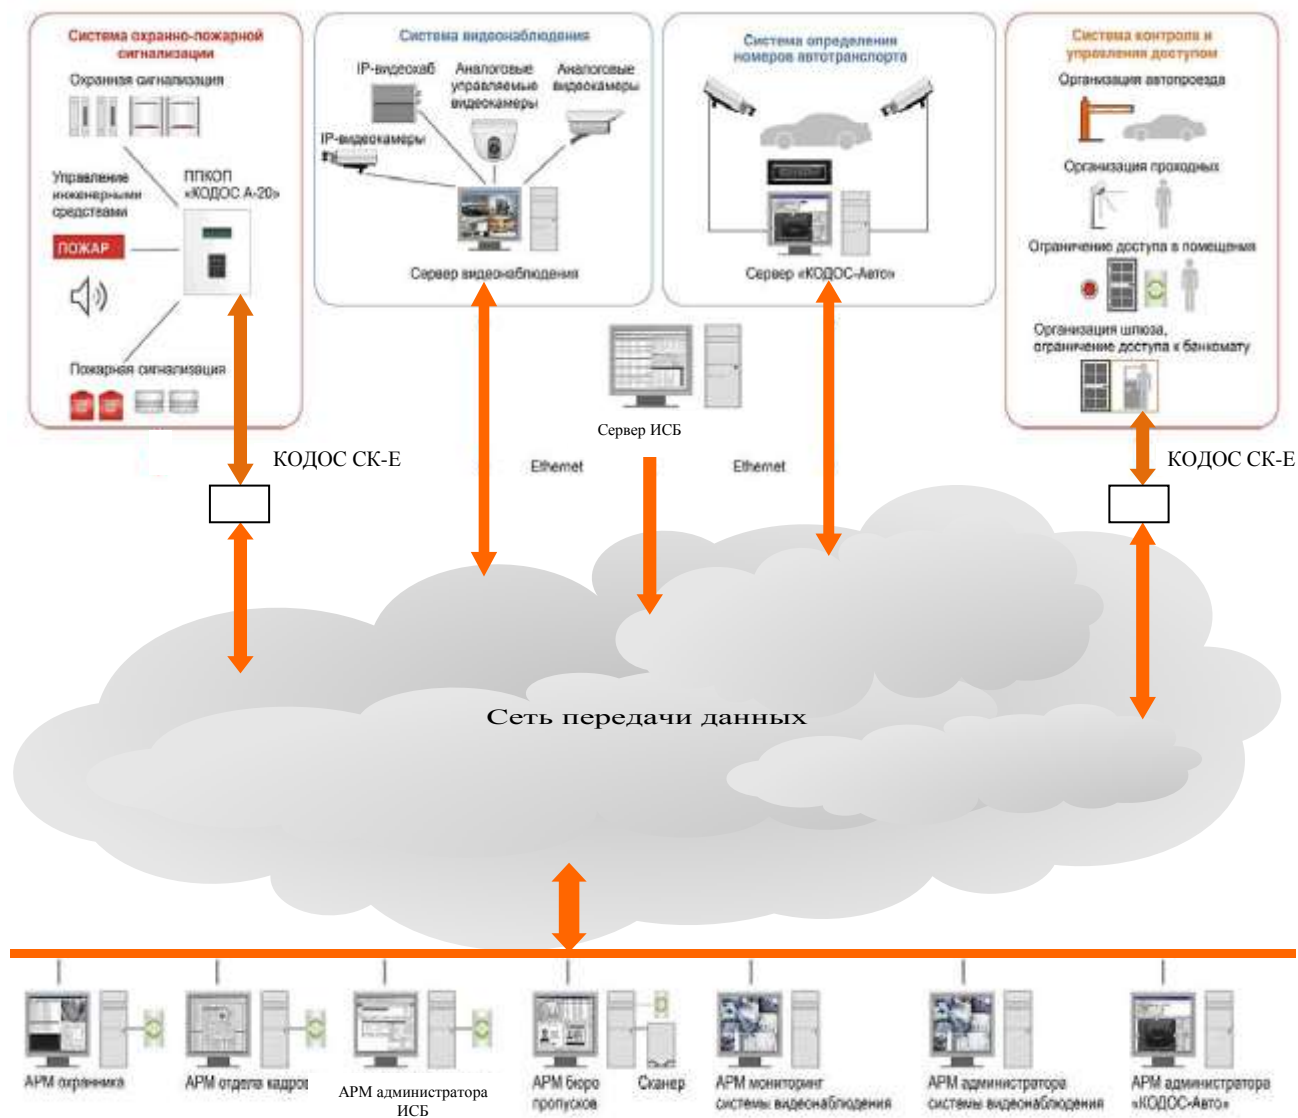 Система охранно-пожарной
сигнализации
Охранная сигнализация
Управление
инженерными
средствами
ППКОП
«КОДОС А-20»
ПОЖАР
Пожарная сигнализация
Система видеонаблюдения
IP-видеохаб
Аналоговые
управляемые
видеокамеры
Аналоговые
видеокамеры
IP-видеокамеры
Сервер видеонаблюдения
Система определения
номеров автотранспорта
Сервер «КОДОС-Авто»
Система контроля и
управления доступом
Организация автопроезда
Организация проходных
Ограничение доступа в помещения
Организация шлюза,
ограничение доступа к банкомату
Сервер ИСБ
КОДОС СК-Е
Ethernet
Ethernet
КОДОС СК-Е
Сеть передачи данных
АРМ охранника
АРМ отдела кадров
АРМ администратора
ИСБ
АРМ бюро
пропусков
Сканер
АРМ мониторинг
системы видеонаблюдения
АРМ администратора
системы видеонаблюдения
АРМ администратора
«КОДОС-Авто»